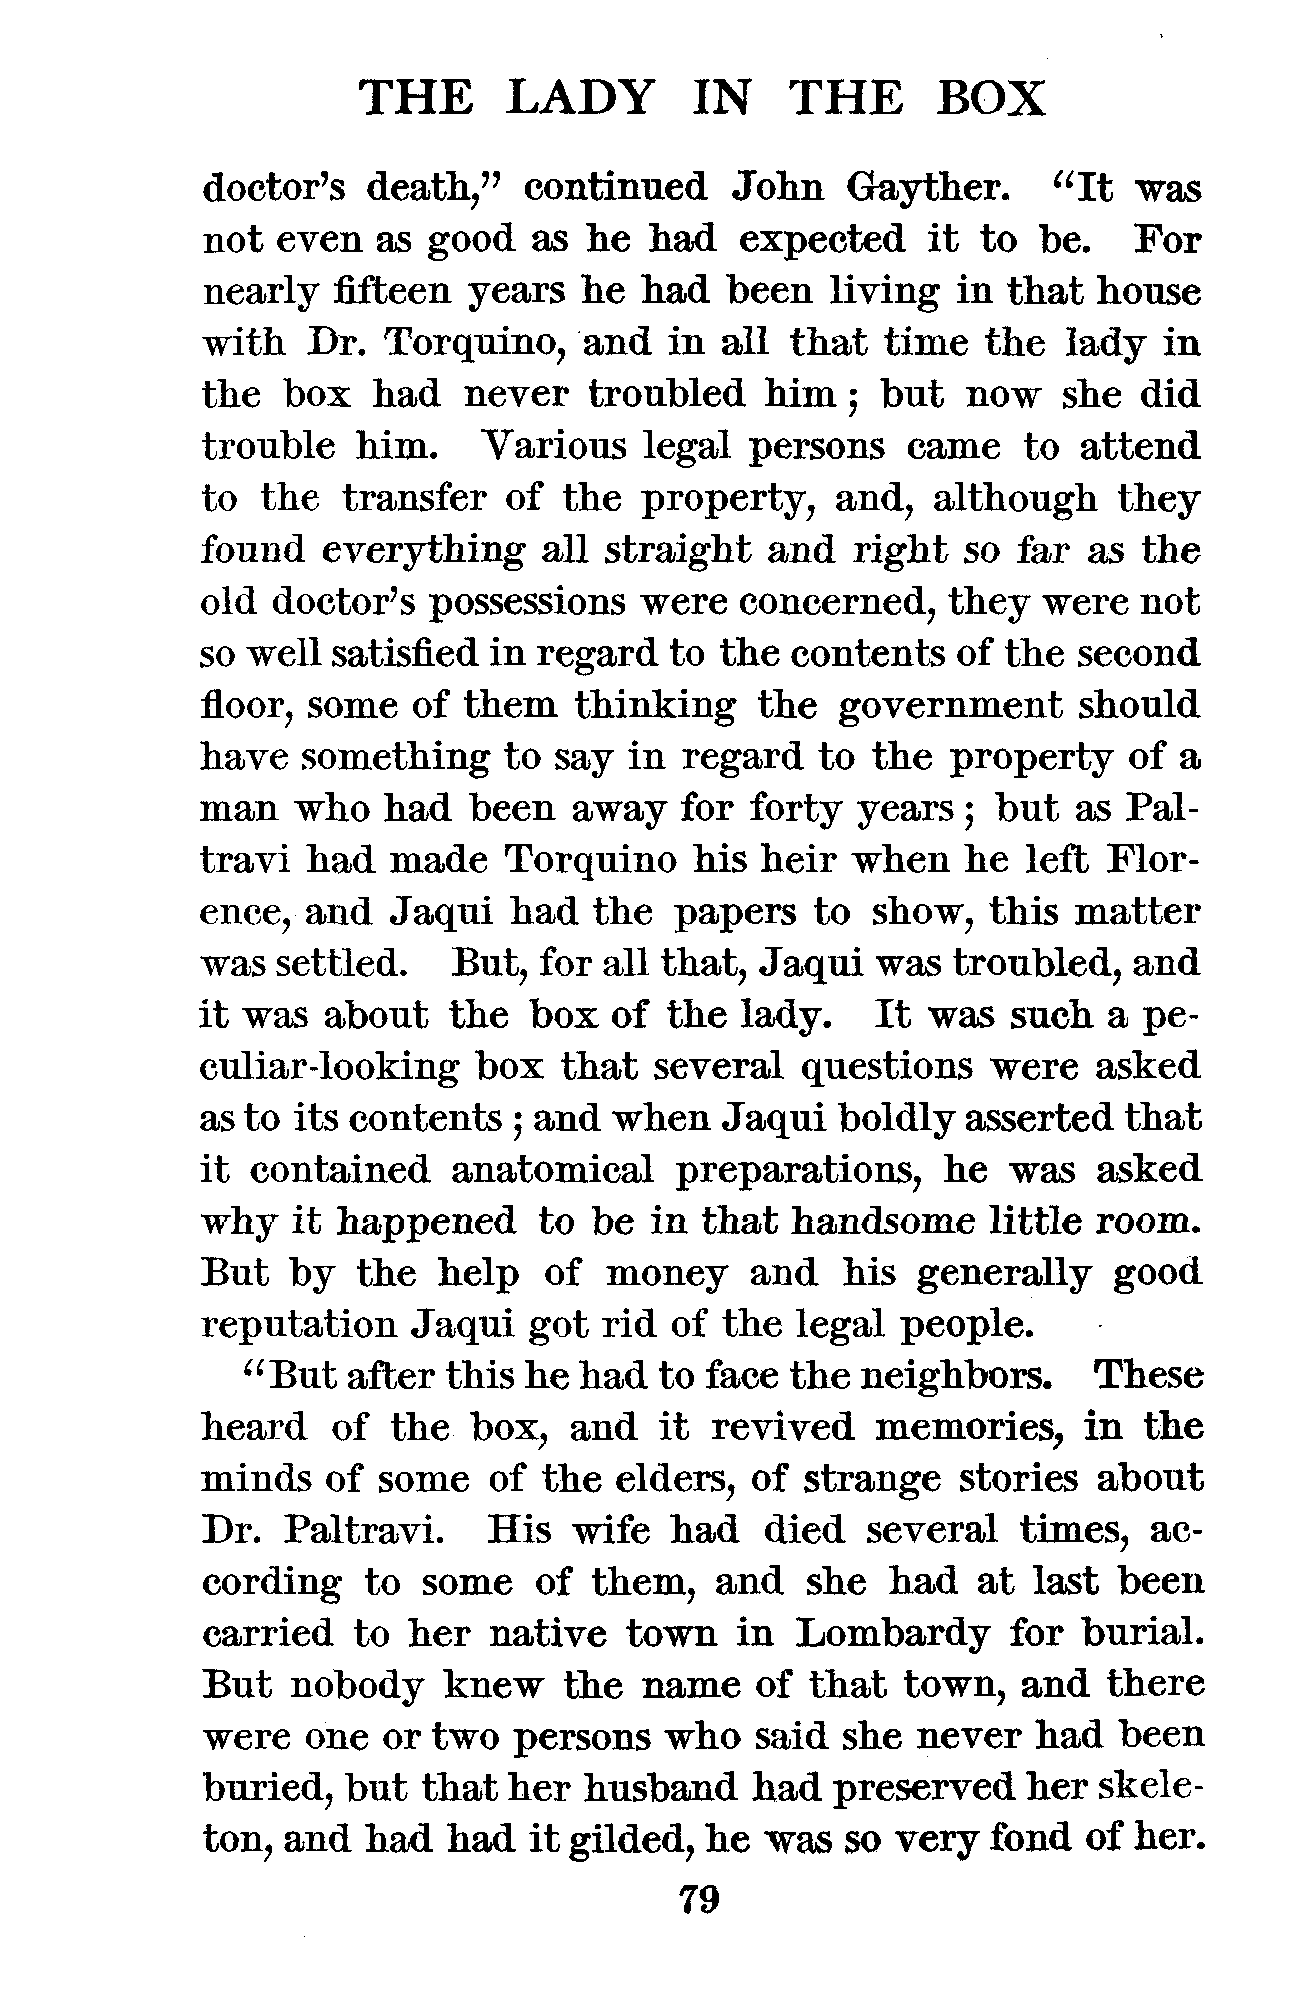 THE LADY IN THE BOX
doctor's death,” continued John Gayther. “It was
not even as good as he had expected it to be. For
nearly fifteen years he had been living in that house
with Dr. Torquino, and in all that time the lady in
the box had never troubled him ; but now she did
trouble him. Various legal persons came to attend
to the transfer of the property, and, although they
found everything all straight and right so far as the
old doctor's possessions were concerned, they were not
so well satisfied in regard to the contents of the second
floor, some of them thinking the government should
have something to say in regard to the property of a
man who had been away for forty years ; but as Pal-
travi had made Torquino his heir when he left Flor-
ence, and Jaqui had the papers to show, this matter
was settled. But, for all that, Jaqui was troubled, and
it was about the box of the lady. It was such a pe-
culiar-looking box that several questions were asked
as to its contents ; and when Jaqui boldly asserted that
it contained anatomical preparations, he was asked
why it happened to be in that handsome little room.
But by the help of money and his generally good
reputation Jaqui got rid of the legal people.
“But after this he had to face the neighbors. These
heard of the box, and it revived memories, in the
minds of some of the elders, of strange stories about
Dr. Paltravi. His wife had died several times, ac-
cording to some of them, and she had at last been
carried to her native town in Lombardy for burial.
But nobody knew the name of that town, and there
were one or two persons who said she never had been
buried, but that her husband had preserved her skele-
ton, and had had it gilded, he was so very fond of her.
79